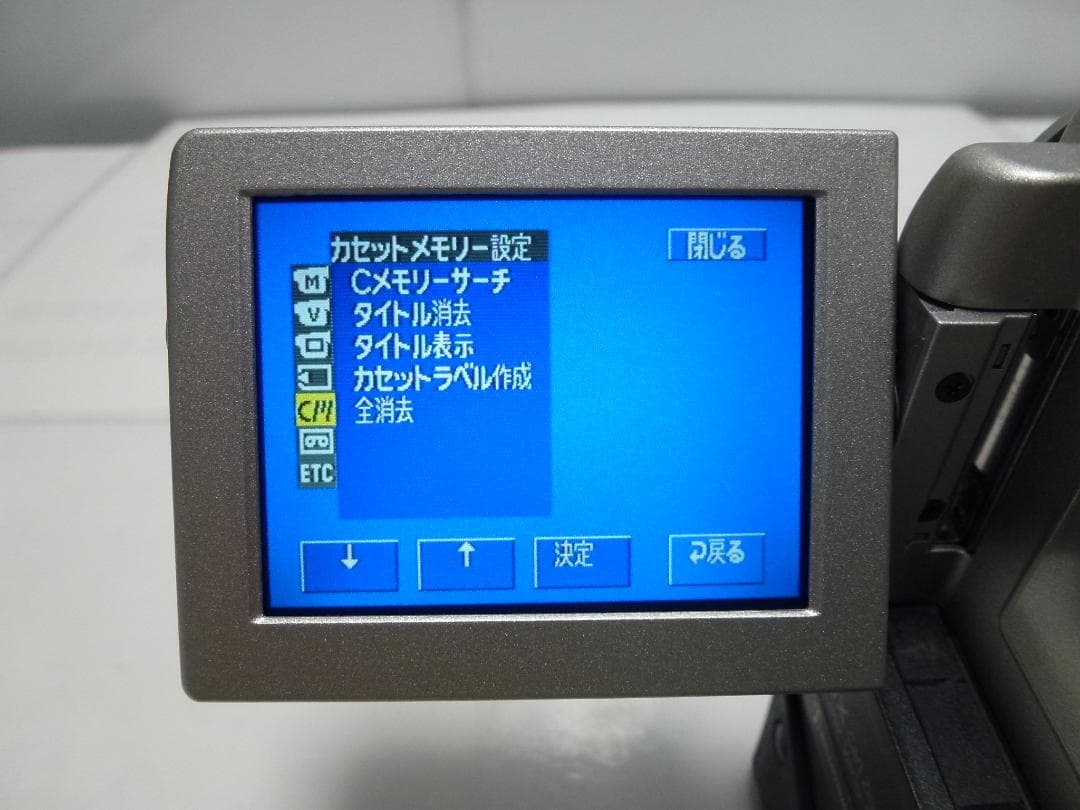 カセットメモリー設定
閉じる
M
Cメモリーサーチ
V
タイトル消去
タイトル表示
カセットラベル作成
CM
全消去
ETC
↓
↑
決定
⮌戻る